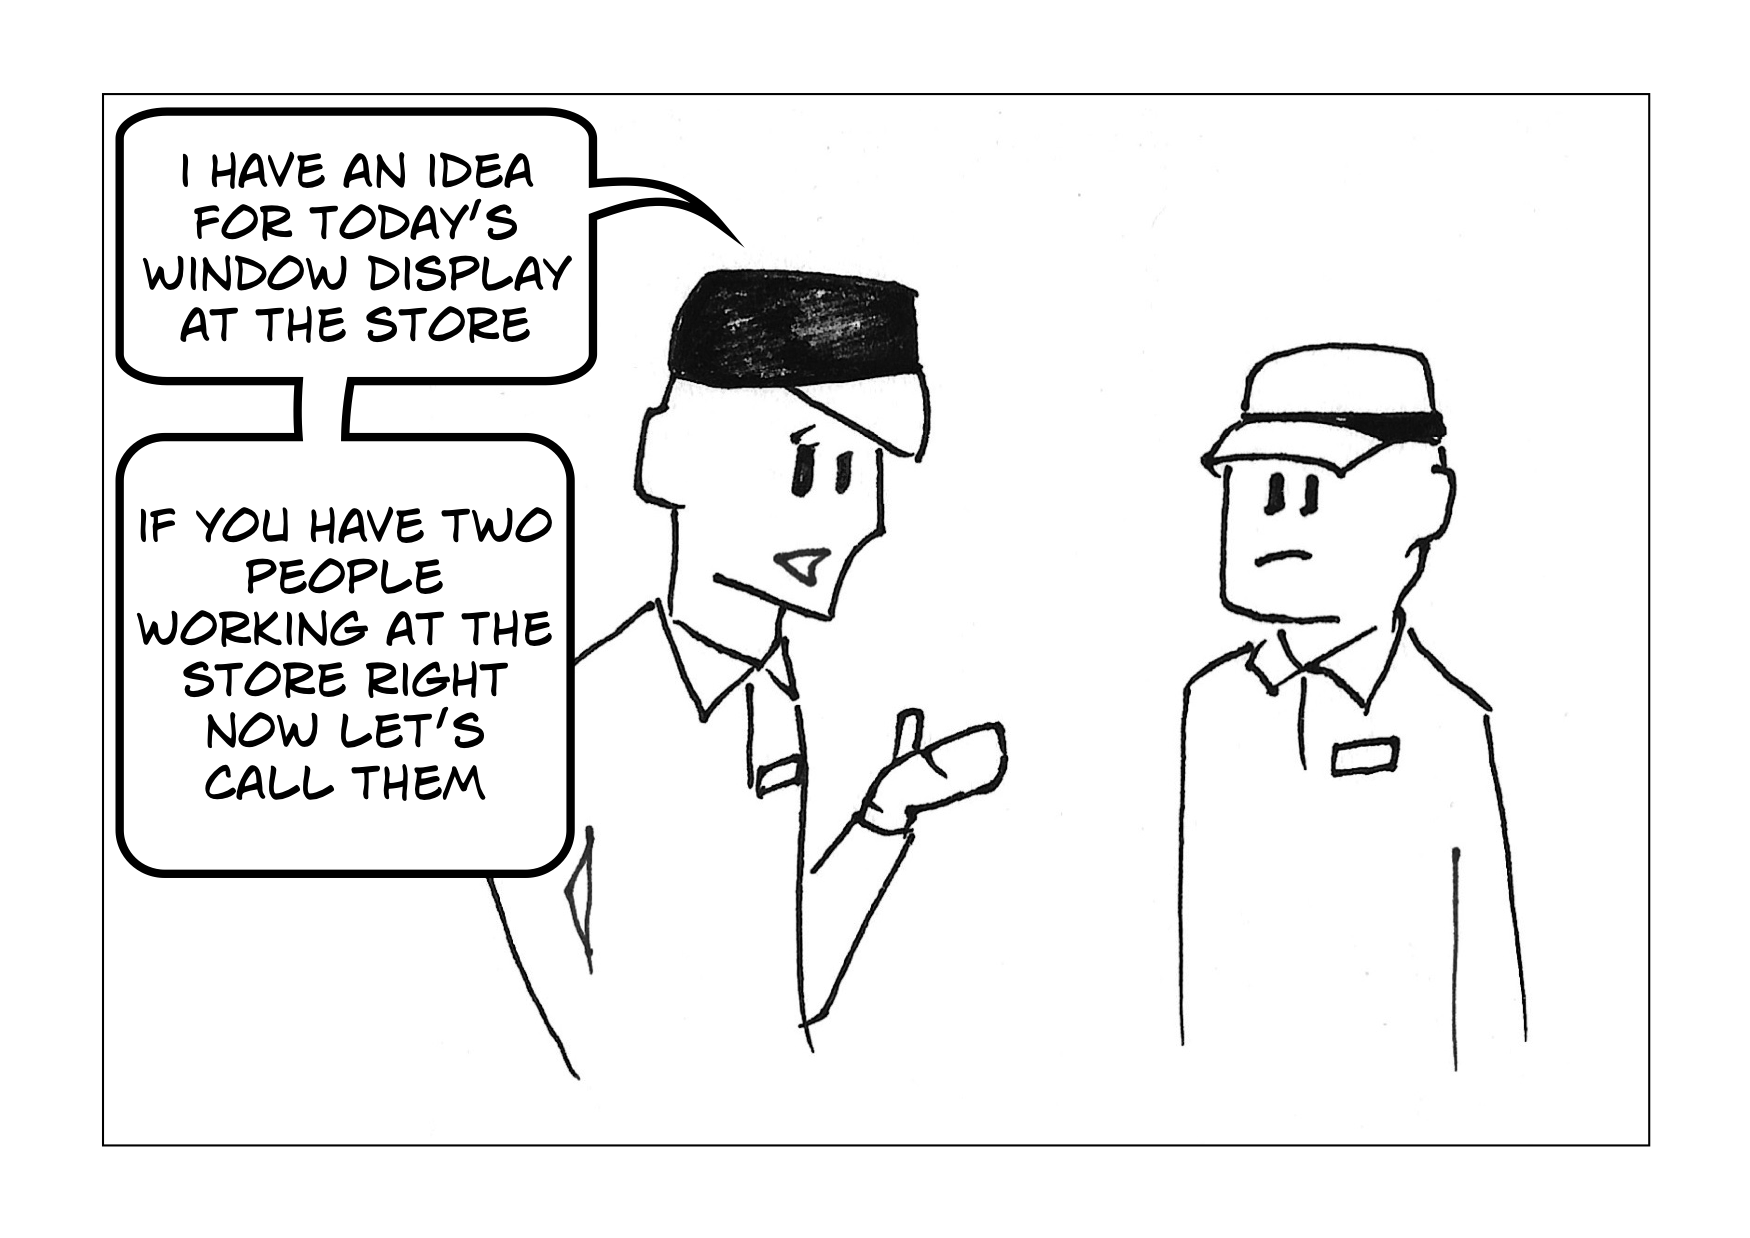 I HAVE AN IDEA
FOR TODAY'S
WINDOW DISPLAY
AT THE STORE
IF YOU HAVE TWO
PEOPLE
WORKING AT THE
STORE RIGHT
NOW LET'S
CALL THEM